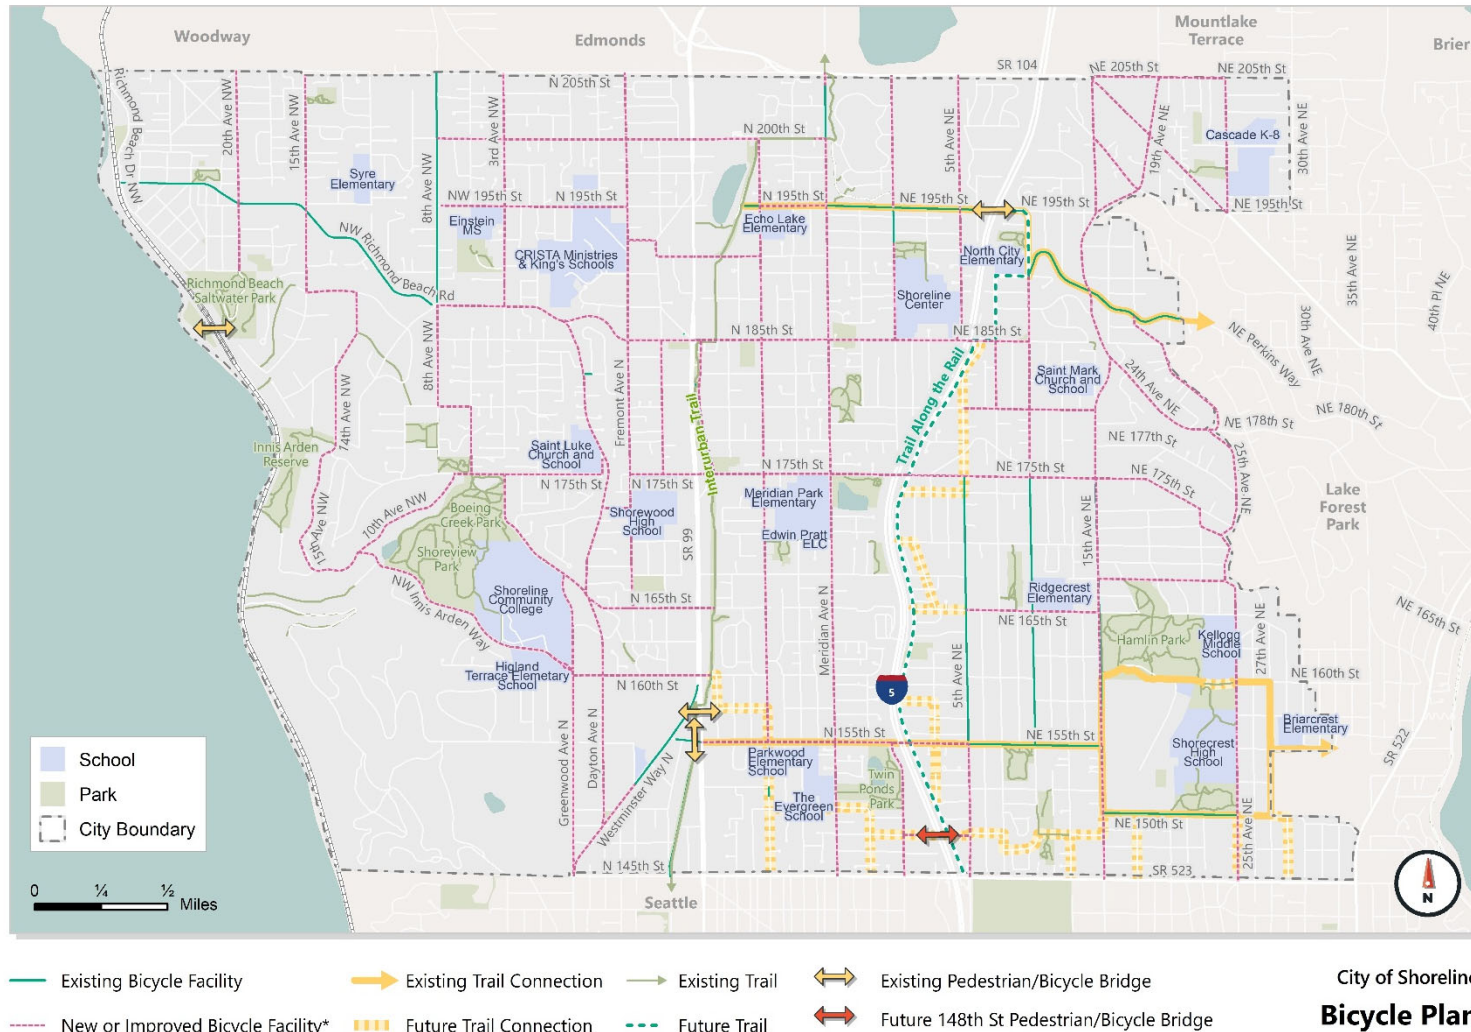 Woodway
Edmonds
Mountlake
Terrace
Brier
SR 104
NE 205th St
NE 205th St
N 205th St
Richmond Beach Dr NW
20th Ave NW
15th Ave NW
8th Ave NW
3rd Ave NW
N 200th St
5th Ave NE
19th Ave NE
Cascade K-8
30th Ave NE
Syre
Elementary
NW 195th St
N 195th St
N 195th St
NE 195th St
NE 195th St
NE 195th St
Einstein
MS
Echo Lake
Elementary
CRISTA Ministries
& King's Schools
North City
Elementary
NW Richmond Beach Rd
35th Ave NE
40th Pl NE
Richmond Beach
Saltwater Park
Shoreline
Center
N 185th St
NE 185th St
NE Perkins Way
30th Ave NE
8th Ave NW
Fremont Ave N
Trail Along the Rail
Saint Mark
Church and
School
24th Ave NE
NE 180th St
NE 178th St
14th Ave NW
Interurban Trail
Innis Arden
Reserve
Saint Luke
Church and
School
NE 177th St
25th Ave NE
N 175th St
N 175th St
N 175th St
NE 175th St
NE 175th St
10th Ave NW
15th Ave NW
Boeing
Creek Park
Shoreview
Park
Shorewood
High
School
SR 99
Meridian Park
Elementary
Edwin Pratt
ELC
15th Ave NE
Lake
Forest
Park
Shoreline
Community
College
NW Innis Arden Way
N 165th St
Meridian Ave N
Ridgecrest
Elementary
NE 165th St
NE 165th St
Hamlin Park
Kellogg
Middle
School
27th Ave NE
Higland
Terrace Elemetary
School
N 160th St
5
5th Ave NE
NE 160th St
Greenwood Ave N
Dayton Ave N
Westminster Way N
N 155th St
NE 155th St
Briarcrest
Elementary
SR 522
Parkwood
Elementary
School
The
Evergreen
School
Twin
Ponds
Park
Shorecrest
High
School
NE 150th St
25th Ave NE
N 145th St
SR 523
Seattle
School
Park
City Boundary
0 ¼ ½
Miles
N
Existing Bicycle Facility
Existing Trail Connection
Existing Trail
Existing Pedestrian/Bicycle Bridge
New or Improved Bicycle Facility*
Future Trail Connection
Future Trail
Future 148th St Pedestrian/Bicycle Bridge
City of Shoreline
Bicycle Plan